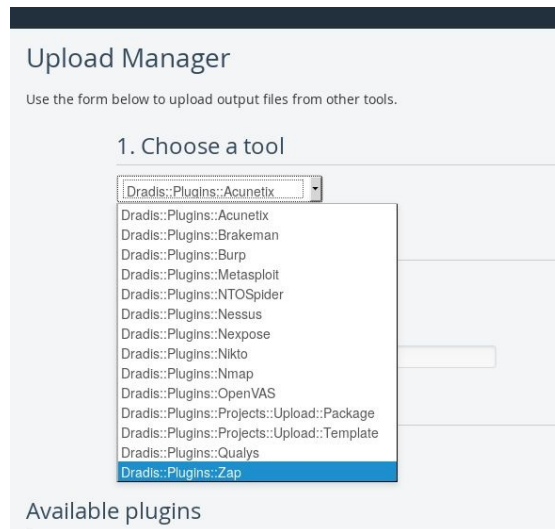 Upload Manager
Use the form below to upload output files from other tools.
1. Choose a tool
Dradis::Plugins::Acunetix
Dradis::Plugins::Acunetix
Dradis::Plugins::Brakeman
Dradis::Plugins::Burp
Dradis::Plugins::Metasploit
Dradis::Plugins::NTOSpider
Dradis::Plugins::Nessus
Dradis::Plugins::Nexpose
Dradis::Plugins::Nikto
Dradis::Plugins::Nmap
Dradis::Plugins::OpenVAS
Dradis::Plugins::Projects::Upload::Package
Dradis::Plugins::Projects::Upload::Template
Dradis::Plugins::Qualys
Dradis::Plugins::Zap
Available plugins